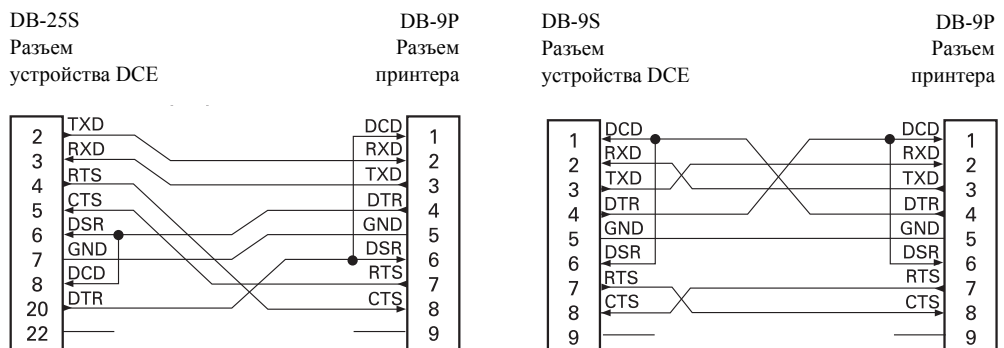 DB-25S DB-9P
Разъем Разъем
устройства DCE принтера
2 TXD DCD 1
3 RXD RXD 2
4 RTS TXD 3
5 CTS DTR 4
6 DSR GND 5
7 GND DSR 6
8 DCD RTS 7
20 DTR CTS 8
22 9
DB-9S DB-9P
Разъем Разъем
устройства DCE принтера
1 DCD DCD 1
2 RXD RXD 2
3 TXD TXD 3
4 DTR DTR 4
5 GND GND 5
6 DSR DSR 6
7 RTS RTS 7
8 CTS CTS 8
9 9